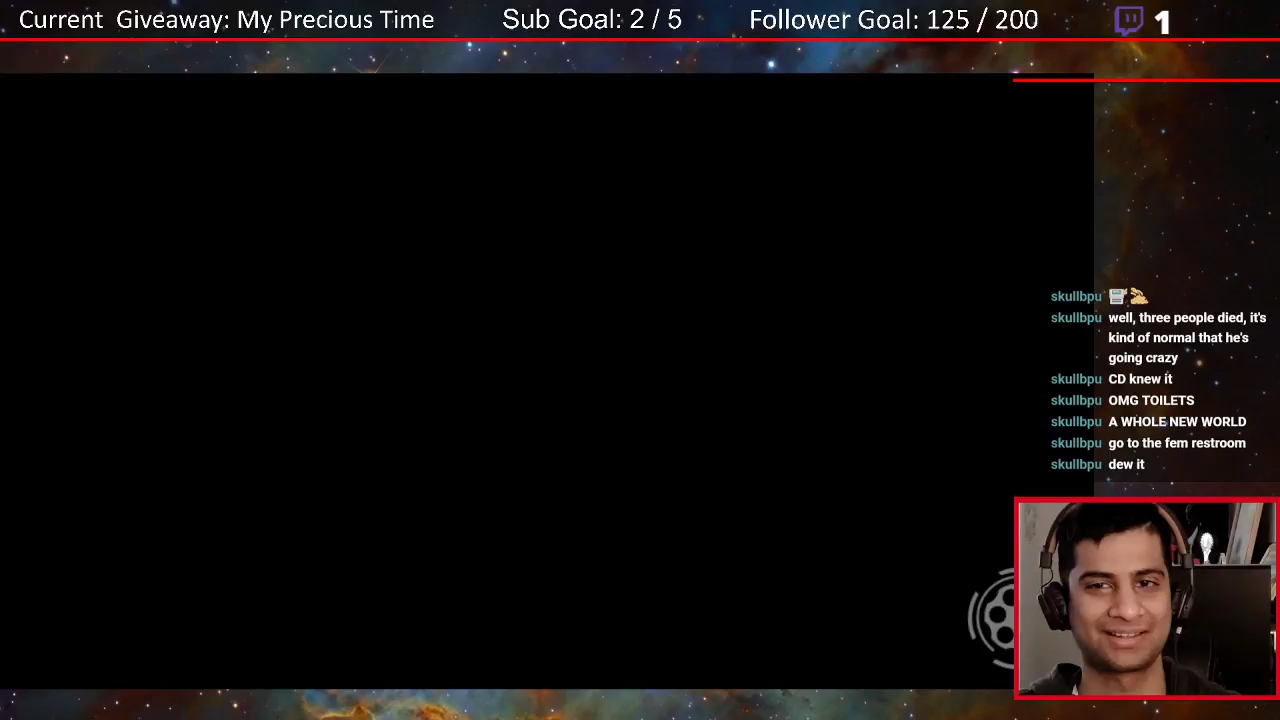 Current Giveaway: My Precious Time Sub Goal: 2 / 5 Follower Goal: 125 / 200 1
skullbpu
skullbpu well, three people died, it's
kind of normal that he's
going crazy
skullbpu CD knew it
skullbpu OMG TOILETS
skullbpu A WHOLE NEW WORLD
skullbpu go to the fem restroom
skullbpu dew it